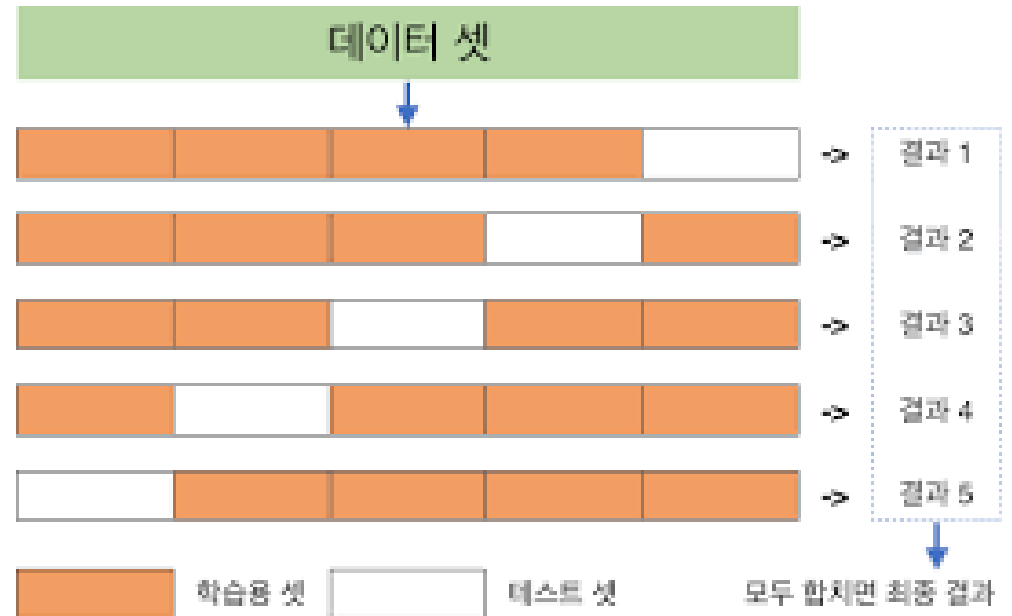 데이터 셋
-> 결과 1
-> 결과 2
-> 결과 3
-> 결과 4
-> 결과 5
학습용 셋 테스트 셋 모두 합치면 최종 결과